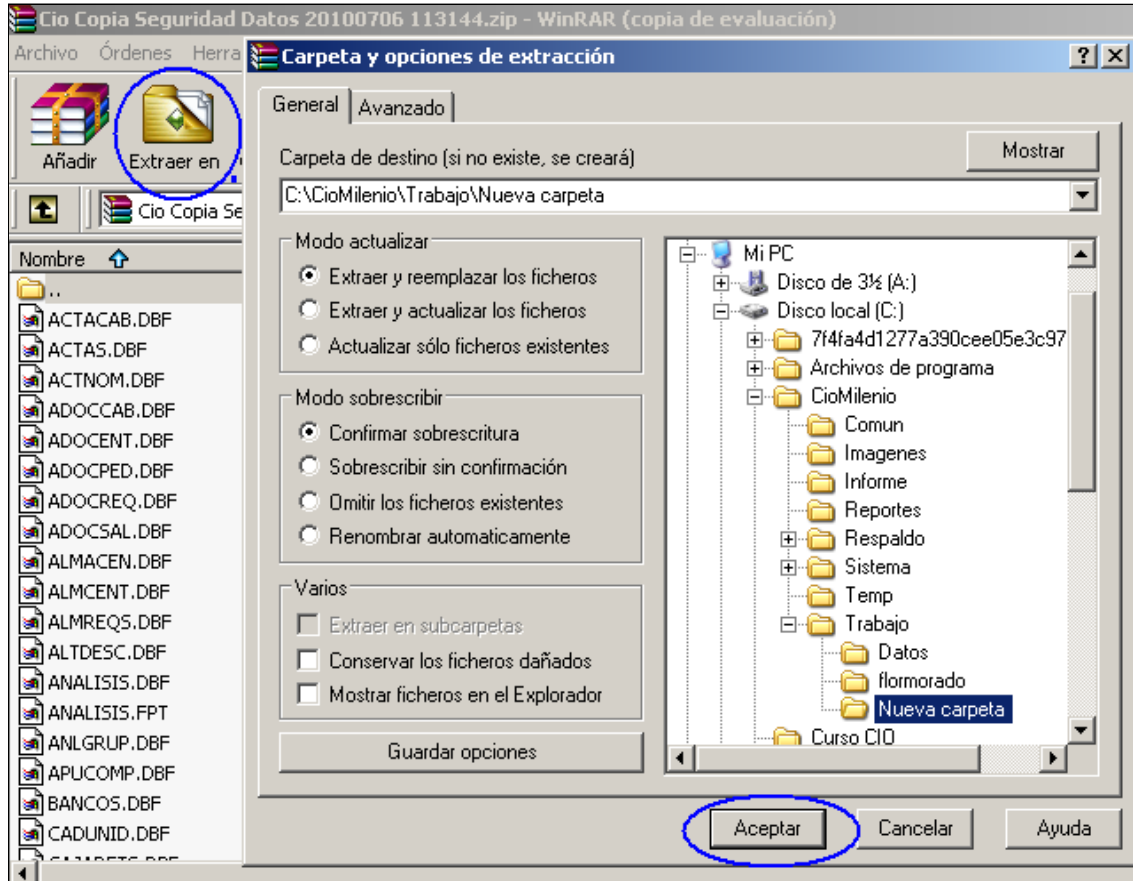 Cio Copia Seguridad Datos 20100706 113144.zip - WinRAR (copia de evaluación)
Archivo Órdenes Herra
Añadir Extraer en
Cio Copia Se
Nombre
..
ACTACAB.DBF
ACTAS.DBF
ACTNOM.DBF
ADOCCAB.DBF
ADOCENT.DBF
ADOCPED.DBF
ADOCREQ.DBF
ADOCSAL.DBF
ALMACEN.DBF
ALMCENT.DBF
ALMREQS.DBF
ALTDESC.DBF
ANALISIS.DBF
ANALISIS.FPT
ANLGRUP.DBF
APUCOMP.DBF
BANCOS.DBF
CADUNID.DBF
Carpeta y opciones de extracción
General Avanzado
Carpeta de destino (si no existe, se creará)
Mostrar
C:\CioMilenio\Trabajo\Nueva carpeta
Modo actualizar
Extraer y reemplazar los ficheros
Extraer y actualizar los ficheros
Actualizar sólo ficheros existentes
Modo sobrescribir
Confirmar sobrescritura
Sobrescribir sin confirmación
Omitir los ficheros existentes
Renombrar automaticamente
Varios
Extraer en subcarpetas
Conservar los ficheros dañados
Mostrar ficheros en el Explorador
Guardar opciones
Mi PC
Disco de 3½ (A:)
Disco local (C:)
7f4fa4d1277a390cee05e3c97
Archivos de programa
CioMilenio
Comun
Imagenes
Informe
Reportes
Respaldo
Sistema
Temp
Trabajo
Datos
flormorado
Nueva carpeta
Curso CIO
Aceptar Cancelar Ayuda